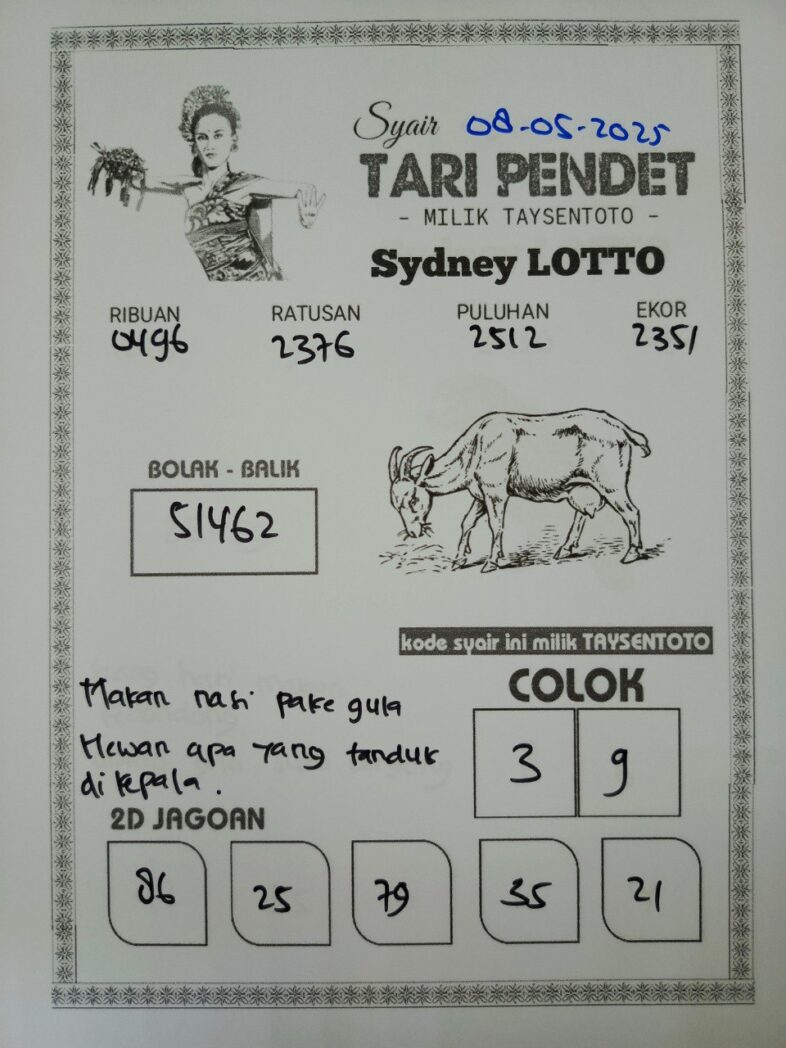 Syair 08-05-2025
TARI PENDET
- MILIK TAYSENTOTO -
Sydney LOTTO
RIBUAN RATUSAN PULUHAN EKOR
0496 2376 2512 2351
BOLAK - BALIK
51462
kode syair ini milik TAYSENTOTO
COLOK
3 9
Makan nasi pake gula
Hewan apa yang tanduk
di kepala.
2D JAGOAN
86 25 79 35 21